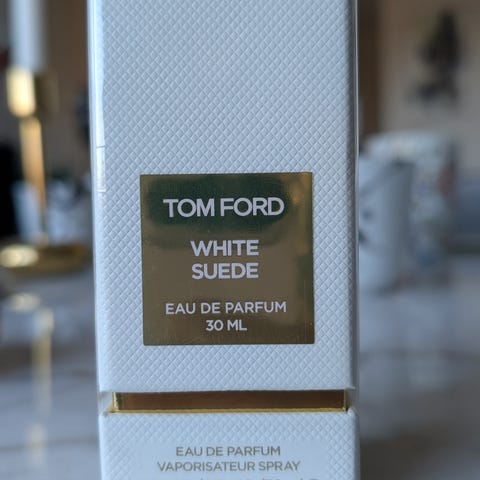 TOM FORD
WHITE
SUEDE
EAU DE PARFUM
30 ML
EAU DE PARFUM
VAPORISATEUR SPRAY